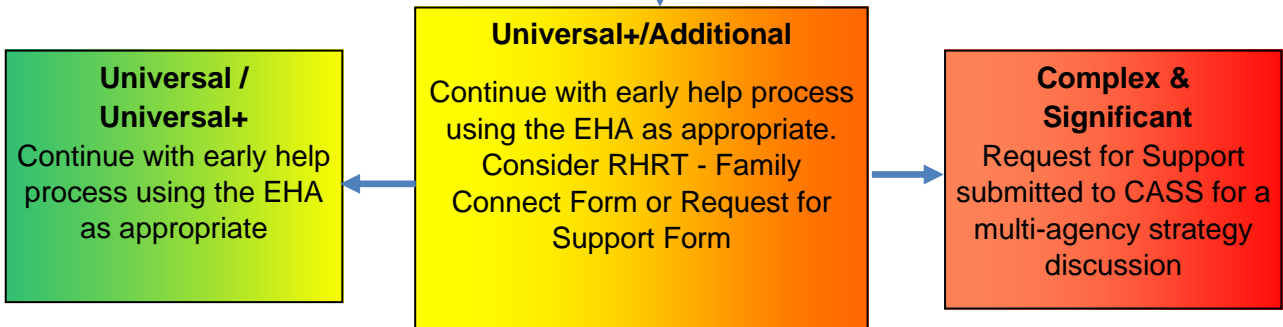 Universal /
Universal+
Continue with early help
process using the EHA
as appropriate
Universal+/Additional
Continue with early help process
using the EHA as appropriate.
Consider RHRT - Family
Connect Form or Request for
Support Form
Complex &
Significant
Request for Support
submitted to CASS for a
multi-agency strategy
discussion